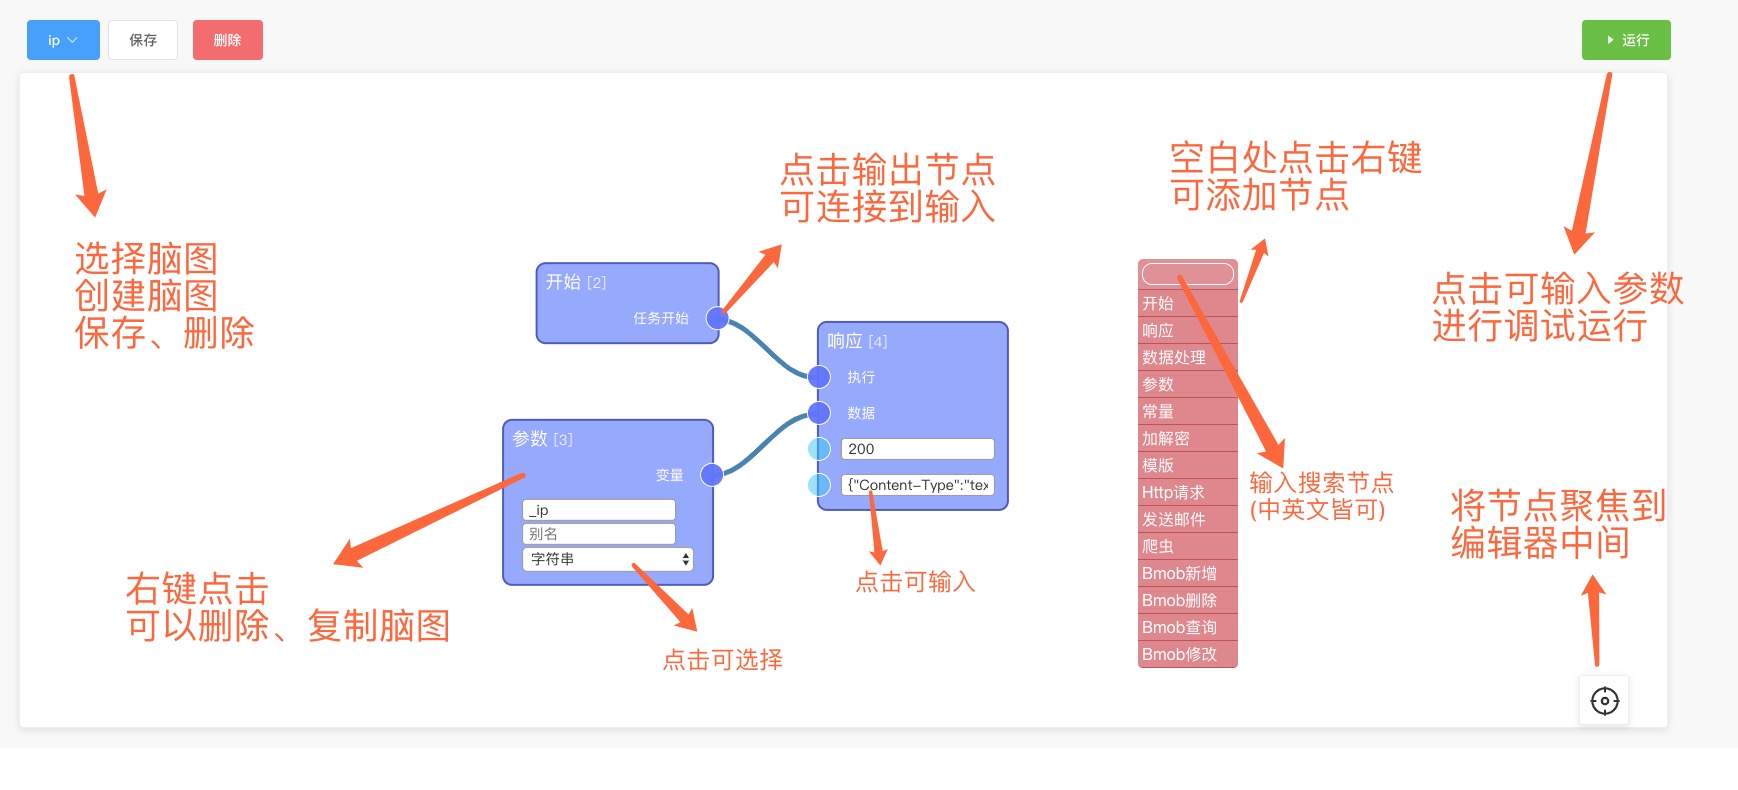 ip
保存
删除
运行
选择脑图
创建脑图
保存、删除
点击输出节点
可连接到输入
空白处点击右键
可添加节点
点击可输入参数
进行调试运行
开始 [2]
任务开始
响应 [4]
执行
数据
200
{"Content-Type":"tex
点击可输入
参数 [3]
变量
_ip
别名
字符串
点击可选择
右键点击
可以删除、复制脑图
开始
响应
数据处理
参数
常量
加解密
模版
Http请求
发送邮件
爬虫
Bmob新增
Bmob删除
Bmob查询
Bmob修改
输入搜索节点
(中英文皆可)
将节点聚焦到
编辑器中间